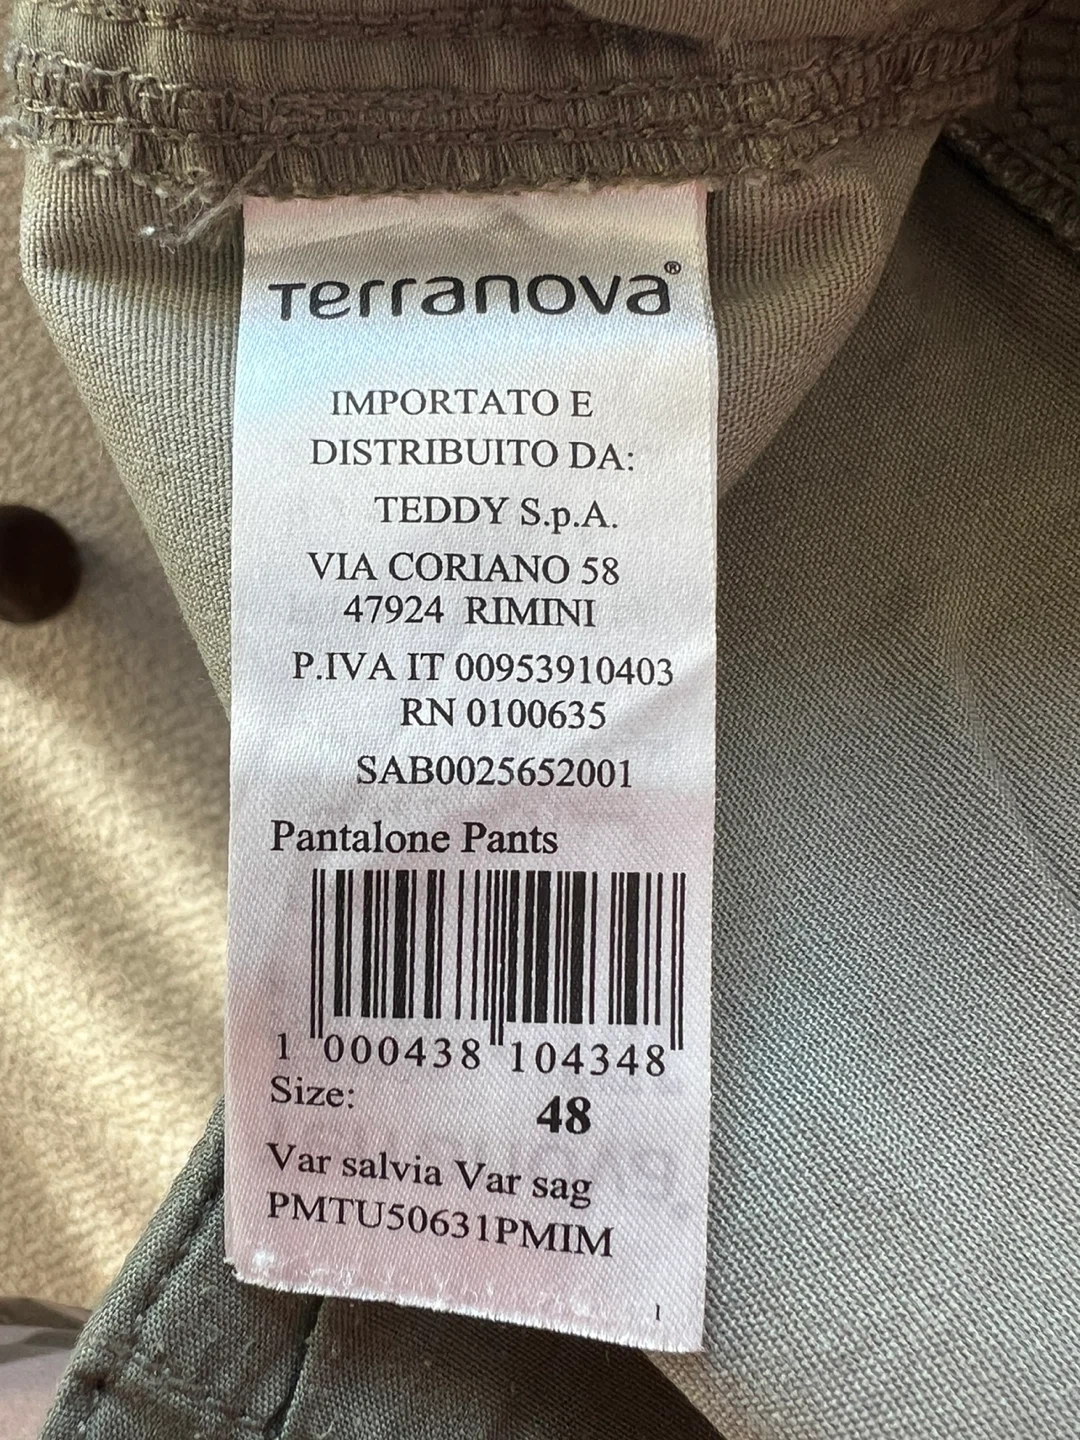 Terranova®
IMPORTATO E
DISTRIBUITO DA:
TEDDY S.p.A.
VIA CORIANO 58
47924 RIMINI
P.IVA IT 00953910403
RN 0100635
SAB0025652001
Pantalone Pants
1 000438 104348
Size: 48
Var salvia Var sag
PMTU50631PMIM
1